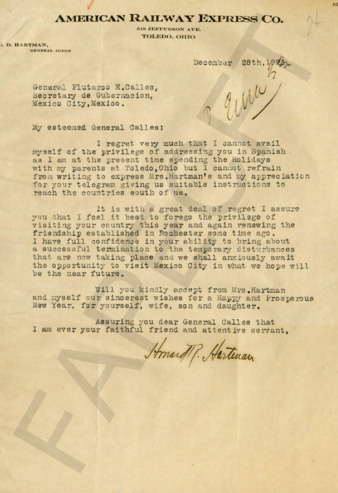 AMERICAN RAILWAY EXPRESS CO.
318 JEFFERSON AVE.
TOLEDO, OHIO
D. HARTMAN,
GENERAL AGENT
December 28th,
General Plutarco E.Calles,
Secretary de Gubernacion,
Mexico City,Mexico.
My esteemed General Calles:
I regret very much that I cannot avail
myself of the privilege of addressing you in Spanish
as I am at the present time spending the Holidays
with my parents at Toledo,Ohio but I cannot refrain
from writing to express Mrs.Hartman's and my appreciation
for your telegram giving us suitable instructions to
reach the countries south of us.
It is with a great deal of regret I assure
you that I feel it best to forego the privilege of
visiting your country this year and again renewing the
friendship established in Rochester some time ago.
I have full confidence in your ability to bring about
a successful termination to the temporary disturbances
that are now taking place and we shall anxiously await
the opportunity to visit Mexico City in what we hope will
be the near future.
Will you kindly accept from Mrs.Hartman
and myself our sincerest wishes for a Happy and Prosperous
New Year, for yourself, wife, son and daughter.
Assuring you dear General Calles that
I am ever your faithful friend and attentive servant,
Howard R. Hartman